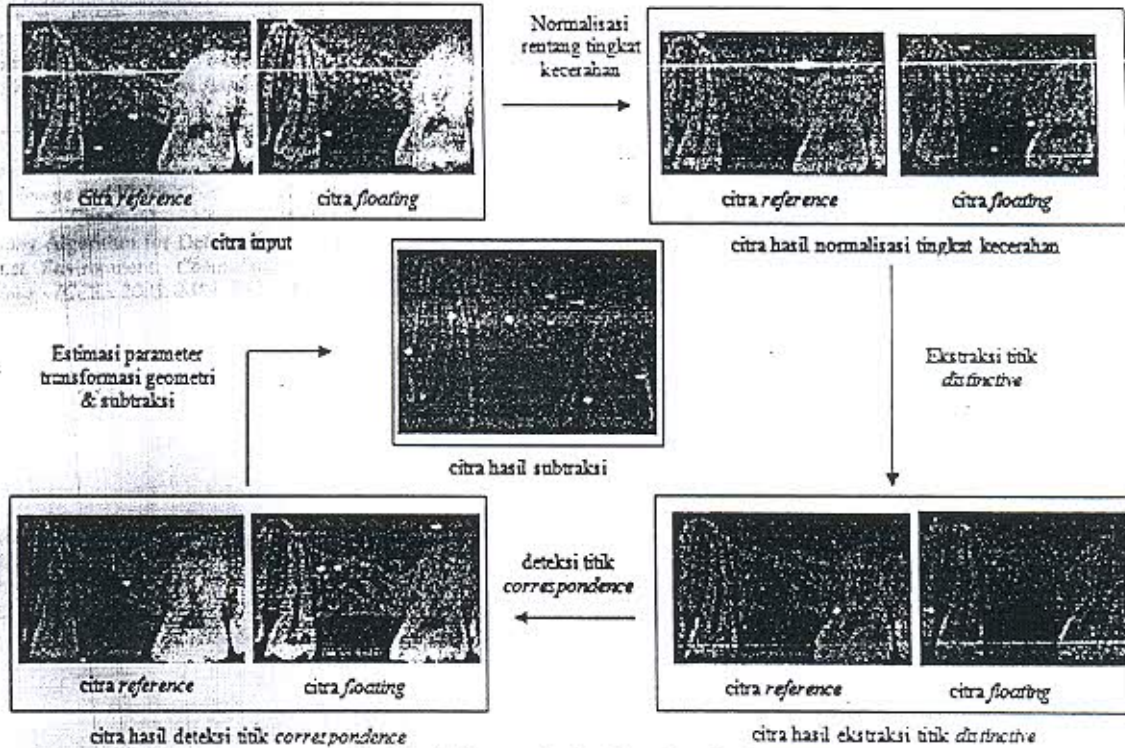 citra reference
citra floating
citra input
Normalisasi
rentang tingkat
kecerahan
citra reference
citra floating
citra hasil normalisasi tingkat kecerahan
Algorithm for
Estimasi parameter
transformasi geometri
& subtraksi
citra hasil subtraksi
Ekstraksi titik
distinctive
citra reference
citra floating
citra hasil deteksi titik correspondence
deteksi titik
correspondence
citra reference
citra floating
citra hasil ekstraksi titik distinctive